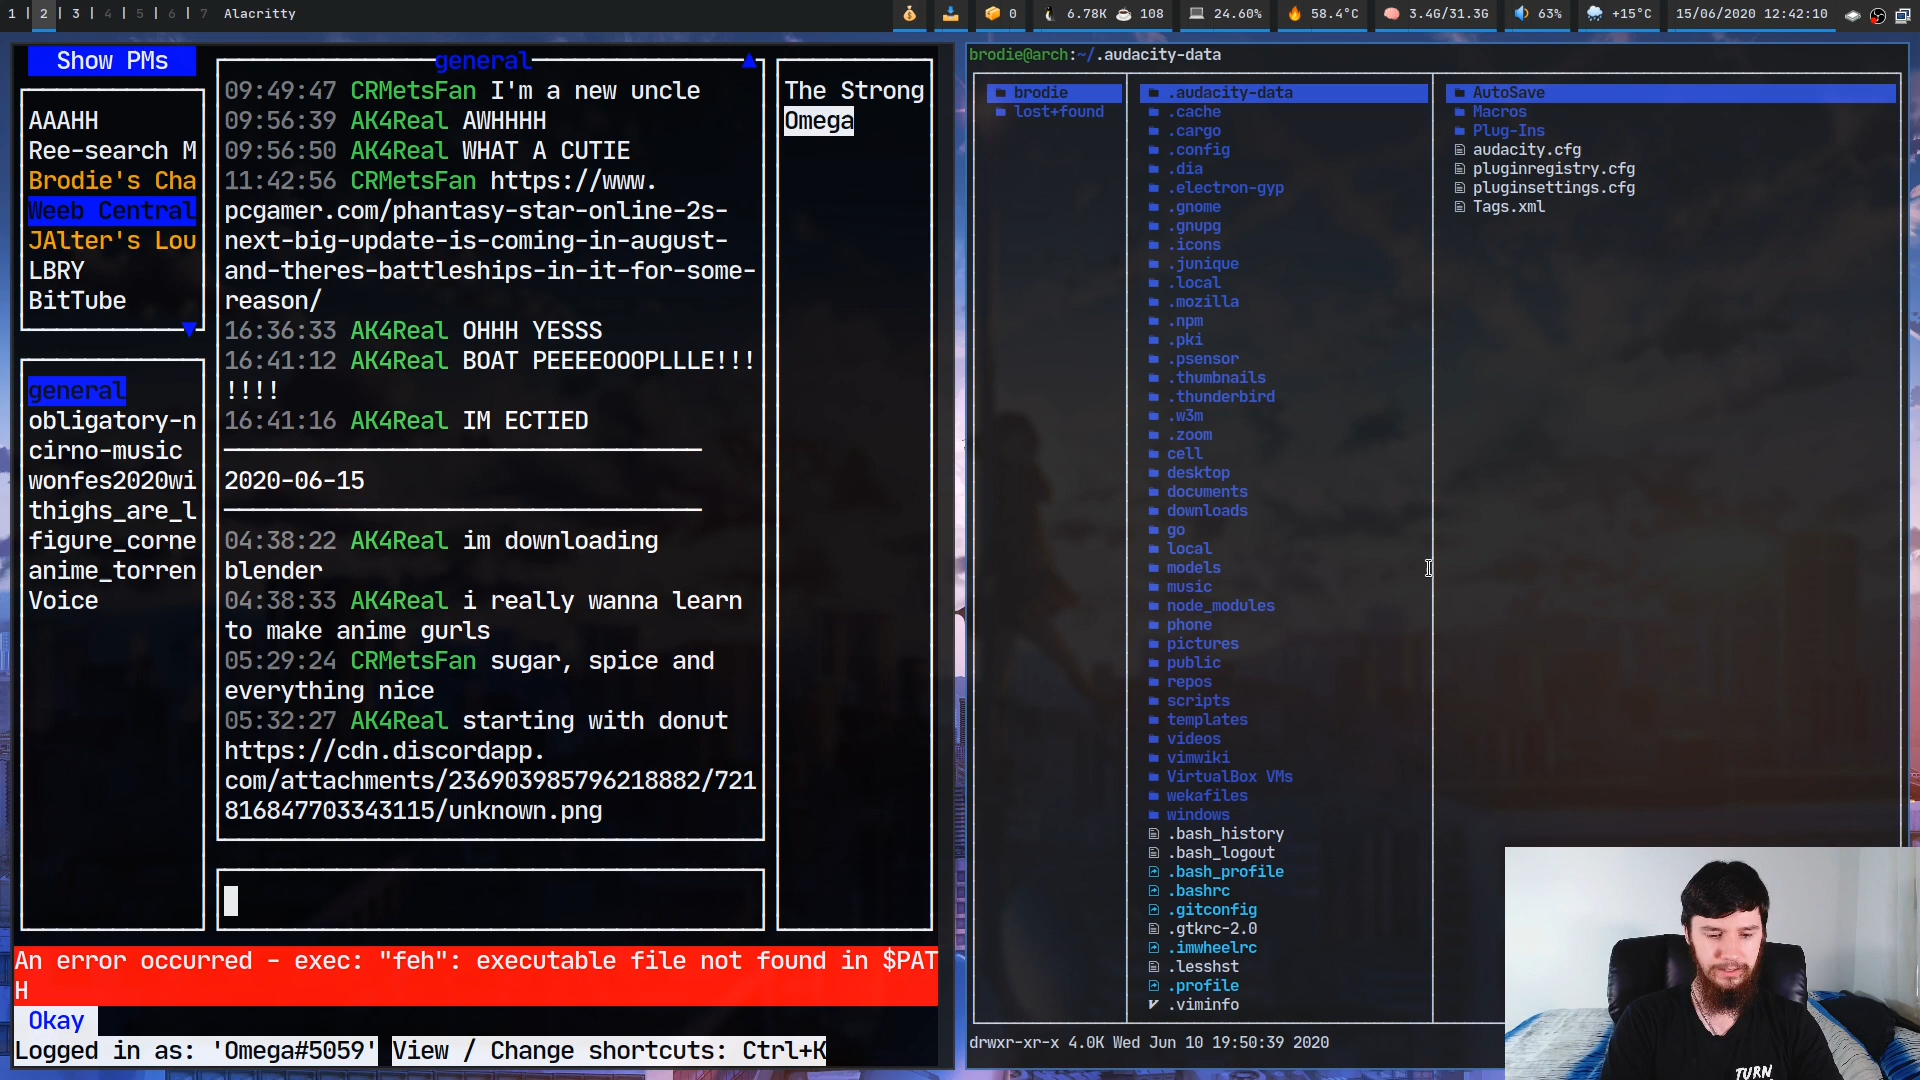 1 | 2 | 3 | 4 | 5 | 6 | 7 Alacritty
0 6.78K 108 24.60% 58.4°C 3.4G/31.3G 63% +15°C 15/06/2020 12:42:10
Show PMs
AAAHH
Ree-search M
Brodie's Cha
Weeb Central
JAlter's Lou
LBRY
BitTube
general
obligatory-n
cirno-music
wonfes2020wi
thighs_are_l
figure_corne
anime_torren
Voice
general
09:49:47 CRMetsFan I'm a new uncle
09:56:39 AK4Real AWHHHH
09:56:50 AK4Real WHAT A CUTIE
11:42:56 CRMetsFan https://www.
pcgamer.com/phantasy-star-online-2s-
next-big-update-is-coming-in-august-
and-theres-battleships-in-it-for-some-
reason/
16:36:33 AK4Real OHHH YESSS
16:41:12 AK4Real BOAT PEEEEOOOPLLLE!!!
!!!!
16:41:16 AK4Real IM ECTIED
2020-06-15
04:38:22 AK4Real im downloading
blender
04:38:33 AK4Real i really wanna learn
to make anime gurls
05:29:24 CRMetsFan sugar, spice and
everything nice
05:32:27 AK4Real starting with donut
https://cdn.discordapp.
com/attachments/236903985796218882/721
816847703343115/unknown.png
The Strong
Omega
An error occurred - exec: "feh": executable file not found in $PAT
H
Okay
Logged in as: 'Omega#5059' View / Change shortcuts: Ctrl+K
brodie@arch:~/.audacity-data
brodie
lost+found
.audacity-data
.cache
.cargo
.config
.dia
.electron-gyp
.gnome
.gnupg
.icons
.junique
.local
.mozilla
.npm
.pki
.psensor
.thumbnails
.thunderbird
.w3m
.zoom
cell
desktop
documents
downloads
go
local
models
music
node_modules
phone
pictures
public
repos
scripts
templates
videos
vimwiki
VirtualBox VMs
wekafiles
windows
.bash_history
.bash_logout
.bash_profile
.bashrc
.gitconfig
.gtkrc-2.0
.imwheelrc
.lesshst
.profile
.viminfo
AutoSave
Macros
Plug-Ins
audacity.cfg
pluginregistry.cfg
pluginsettings.cfg
Tags.xml
drwxr-xr-x 4.0K Wed Jun 10 19:50:39 2020
TURN